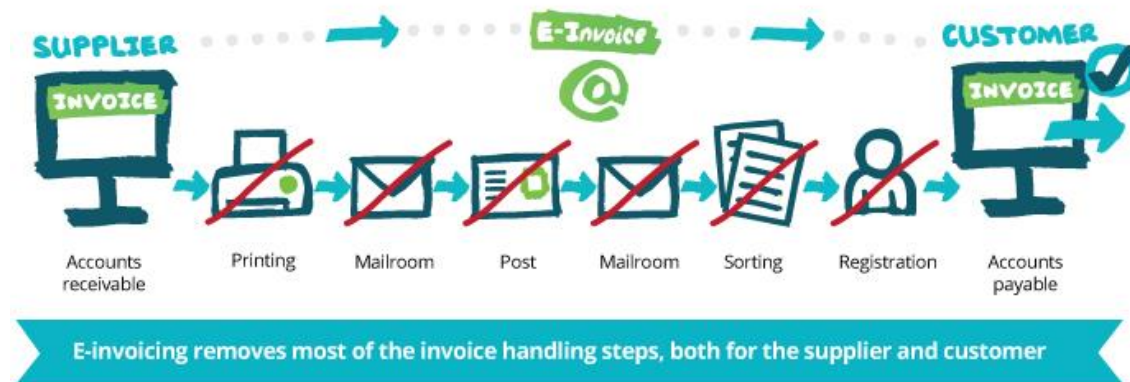 SUPPLIER
E-Invoice
CUSTOMER
INVOICE
INVOICE
Accounts
receivable
Printing
Mailroom
Post
Mailroom
Sorting
Registration
Accounts
payable
E-invoicing removes most of the invoice handling steps, both for the supplier and customer